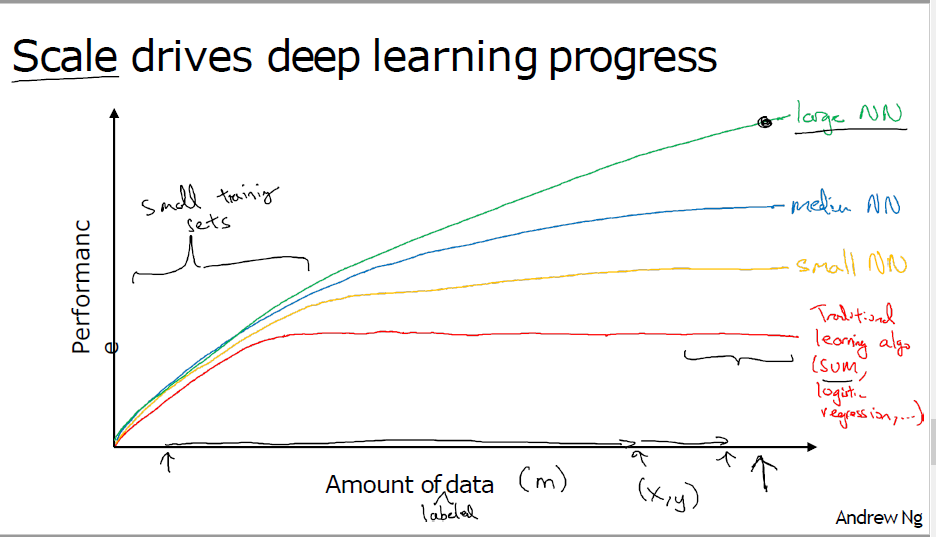 Scale drives deep learning progress
large NN
small training
sets
medium NN
Performanc
e
small NN
Traditional
learning algo
(SVM,
logistic
regression,...)
Amount of data (m)
labeled
(x,y)
Andrew Ng